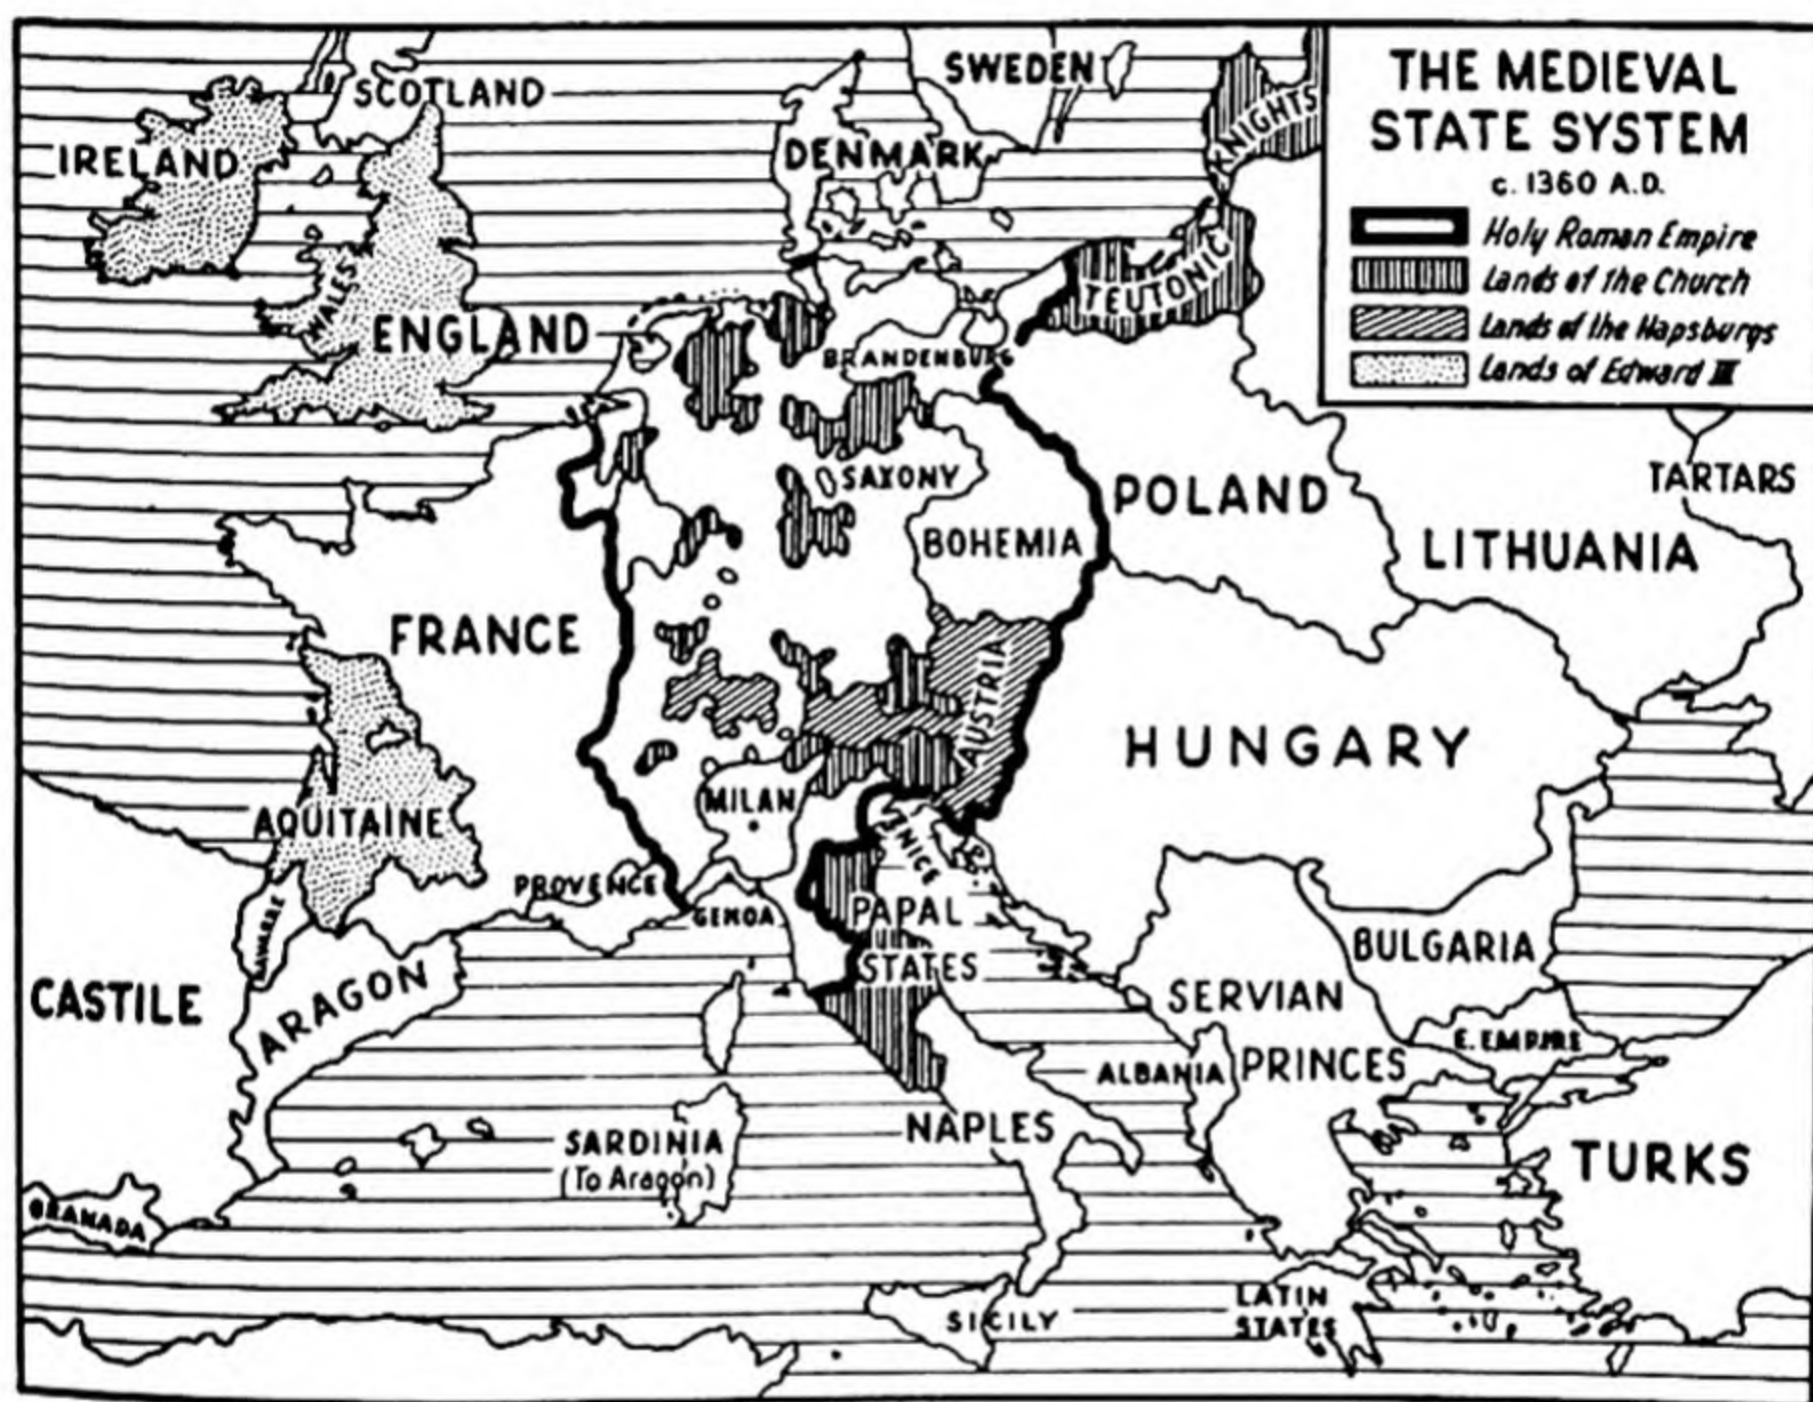 THE MEDIEVAL
STATE SYSTEM
c. 1360 A.D.
Holy Roman Empire
Lands of the Church
Lands of the Hapsburgs
Lands of Edward III
SCOTLAND
SWEDEN
IRELAND
DENMARK
KNIGHTS
TEUTONIC
WALES
ENGLAND
BRANDENBURG
SAXONY
POLAND
TARTARS
BOHEMIA
LITHUANIA
FRANCE
AUSTRIA
HUNGARY
MILAN
AQUITAINE
VENICE
PROVENCE
GENOA
PAPAL
STATES
NAVARRE
BULGARIA
CASTILE
ARAGON
SERVIAN
PRINCES
E. EMPIRE
ALBANIA
NAPLES
SARDINIA
(To Aragon)
TURKS
GRANADA
SICILY
LATIN
STATES